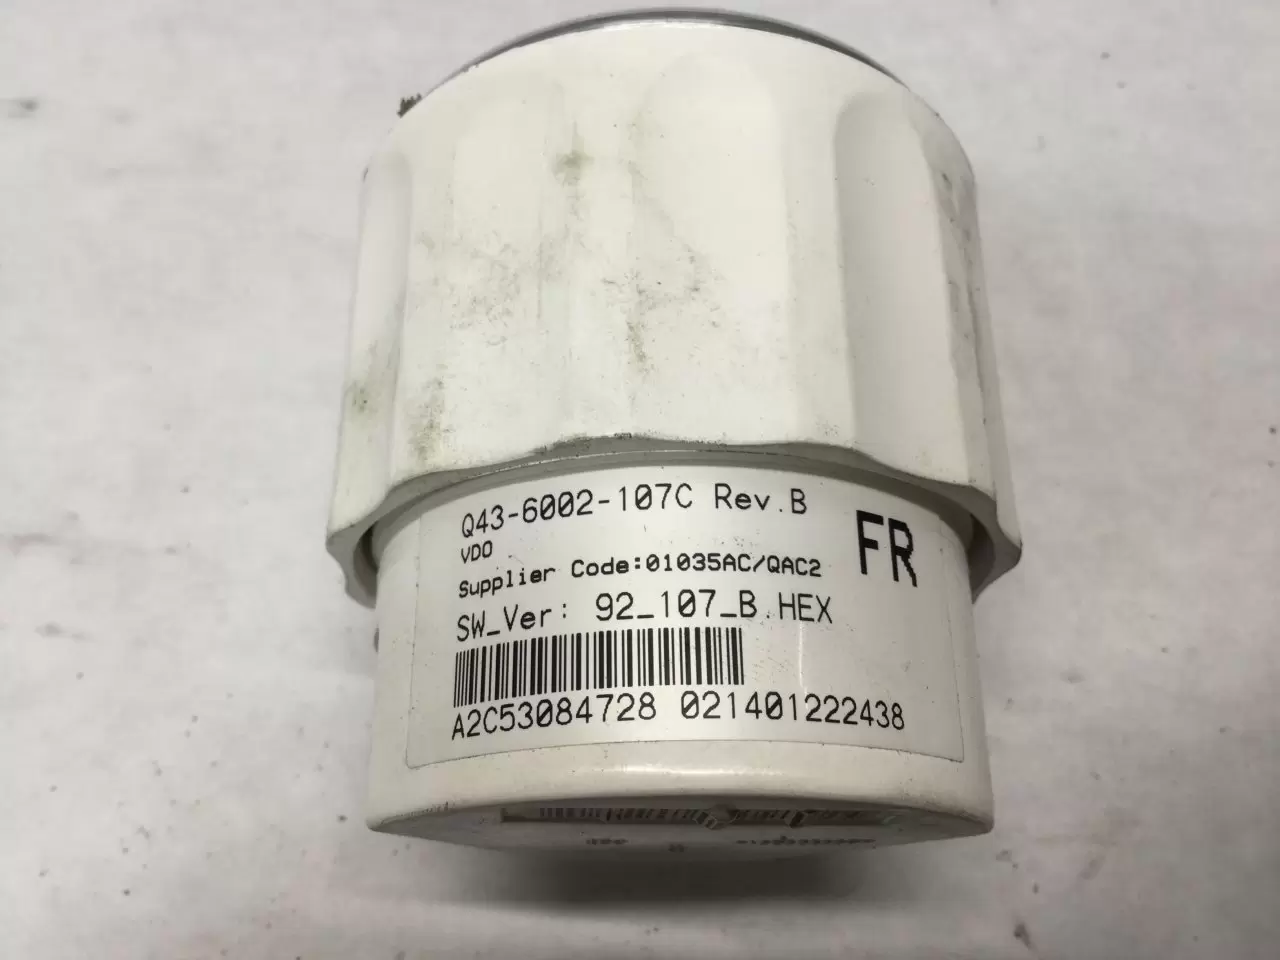 Q43-6002-107C Rev.B
VDO
FR
Supplier Code:01035AC/QAC2
SW_Ver: 92_107_B.HEX
A2C53084728 021401222438